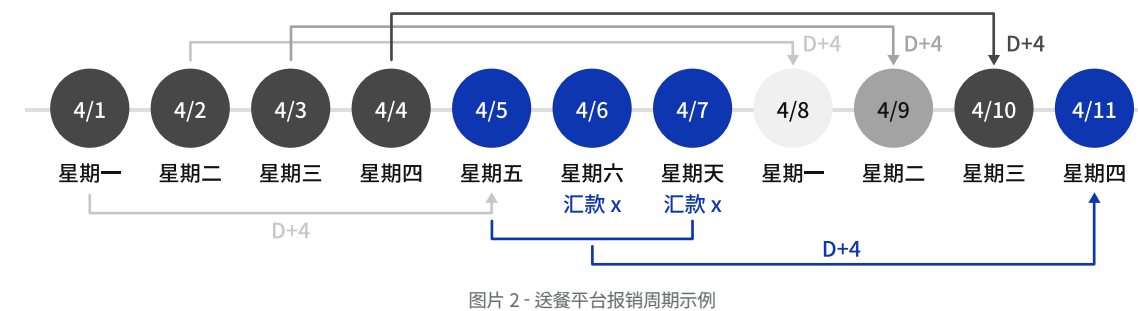 D+4 D+4 D+4
4/1 4/2 4/3 4/4 4/5 4/6 4/7 4/8 4/9 4/10 4/11
星期一 星期二 星期三 星期四 星期五 星期六 星期天 星期一 星期二 星期三 星期四
汇款 x 汇款 x
D+4
D+4
图片 2 - 送餐平台报销周期示例